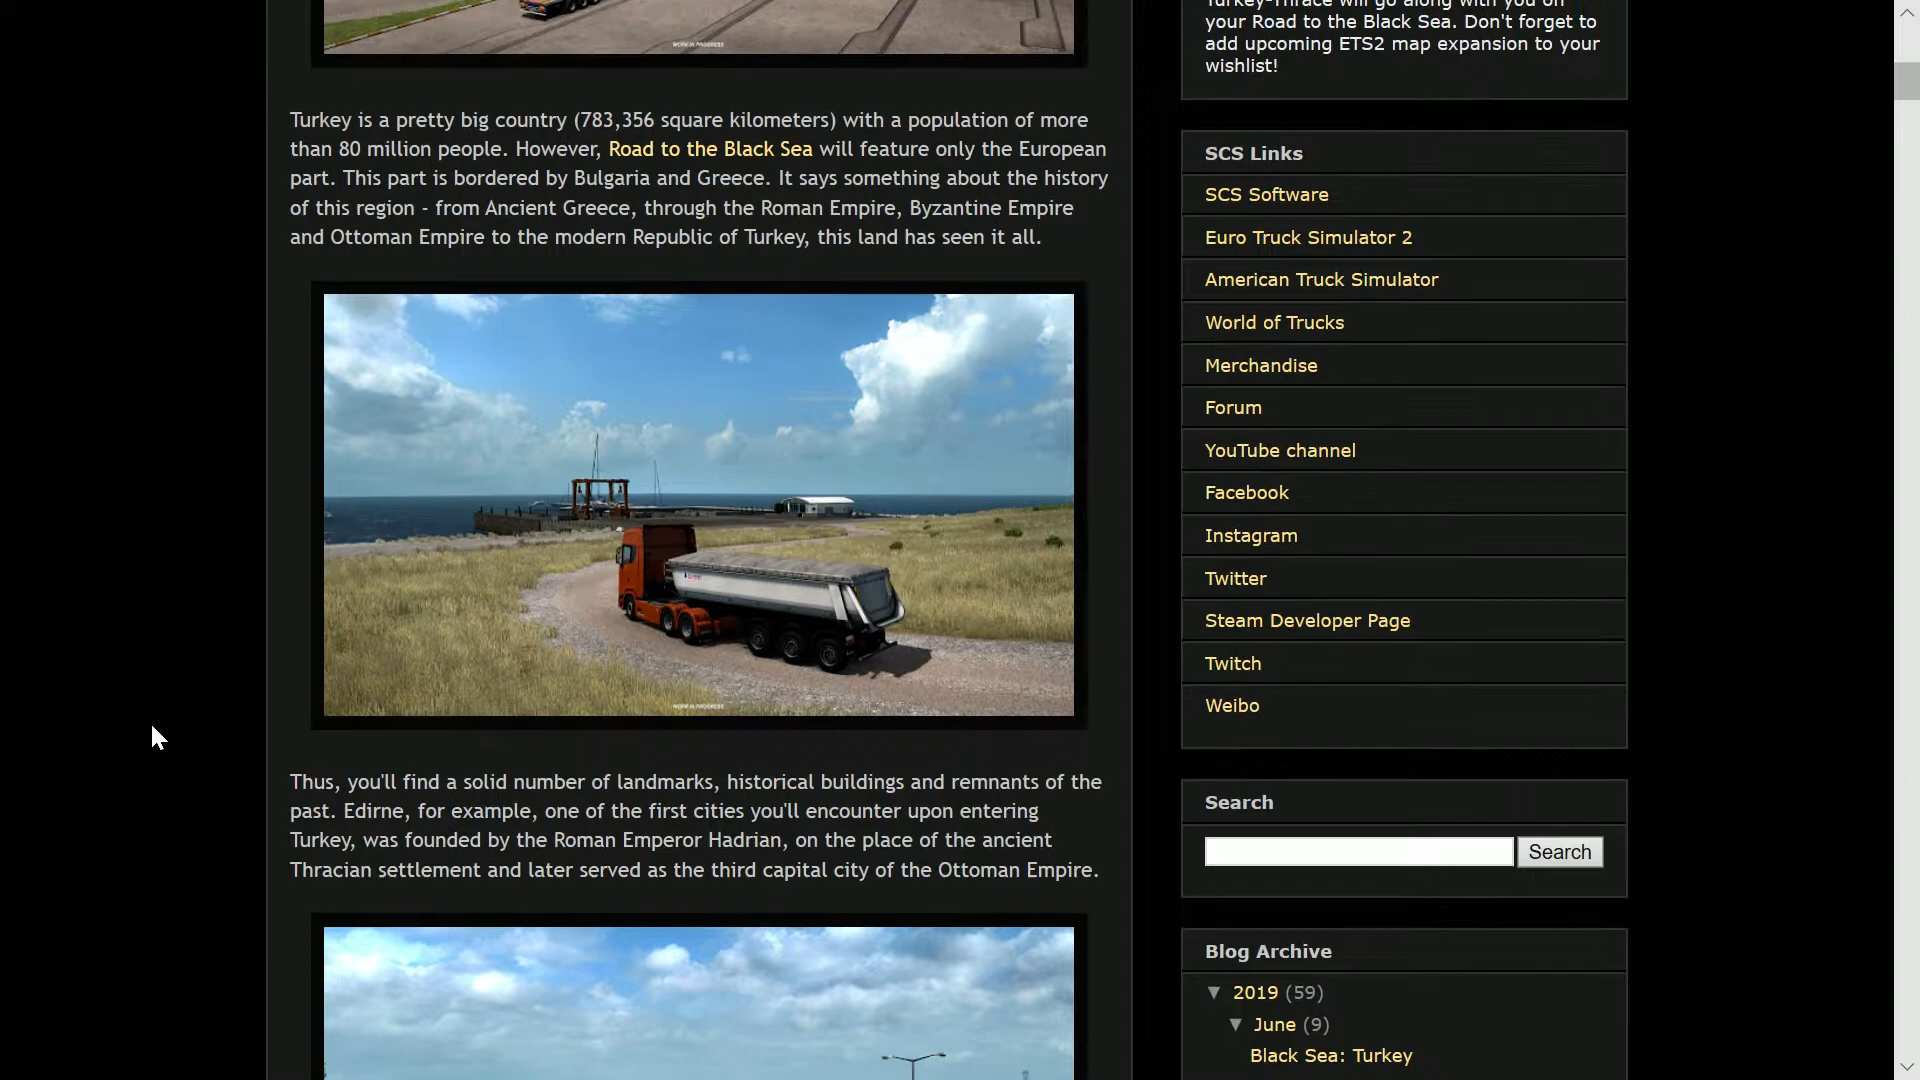 WORK IN PROGRESS
Turkey is a pretty big country (783,356 square kilometers) with a population of more
than 80 million people. However, Road to the Black Sea will feature only the European
part. This part is bordered by Bulgaria and Greece. It says something about the history
of this region - from Ancient Greece, through the Roman Empire, Byzantine Empire
and Ottoman Empire to the modern Republic of Turkey, this land has seen it all.
WORK IN PROGRESS
Thus, you'll find a solid number of landmarks, historical buildings and remnants of the
past. Edirne, for example, one of the first cities you'll encounter upon entering
Turkey, was founded by the Roman Emperor Hadrian, on the place of the ancient
Thracian settlement and later served as the third capital city of the Ottoman Empire.
Turkey-Thrace will go along with you on
your Road to the Black Sea. Don't forget to
add upcoming ETS2 map expansion to your
wishlist!
SCS Links
SCS Software
Euro Truck Simulator 2
American Truck Simulator
World of Trucks
Merchandise
Forum
YouTube channel
Facebook
Instagram
Twitter
Steam Developer Page
Twitch
Weibo
Search
Search
Blog Archive
▼ 2019 (59)
▼ June (9)
Black Sea: Turkey